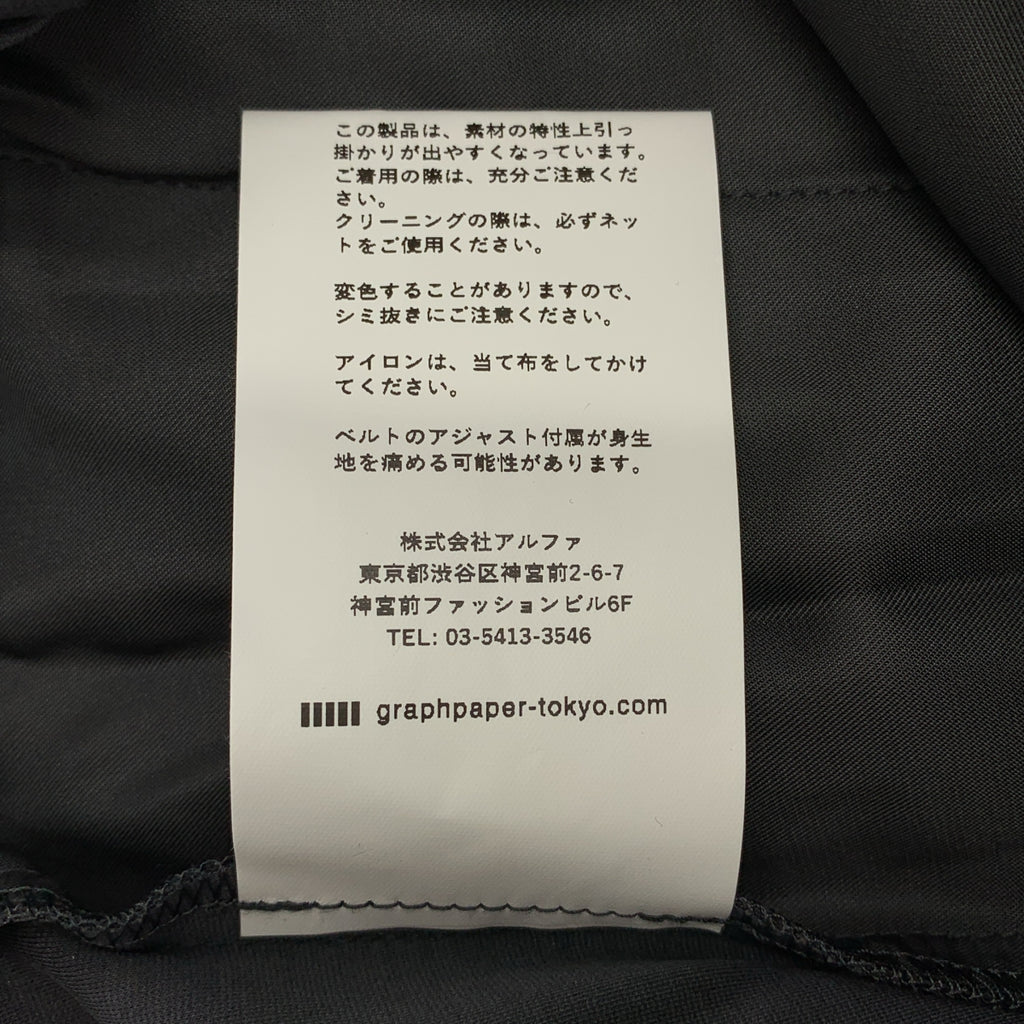 この製品は、素材の特性上引っ
掛かりが出やすくなっています。
ご着用の際は、充分ご注意くだ
さい。
クリーニングの際は、必ずネッ
トをご使用ください。
変色することがありますので、
シミ抜きにご注意ください。
アイロンは、当て布をしてかけ
てください。
ベルトのアジャスト付属が身生
地を痛める可能性があります。
株式会社アルファ
東京都渋谷区神宮前2-6-7
神宮前ファッションビル6F
TEL: 03-5413-3546
graphpaper-tokyo.com